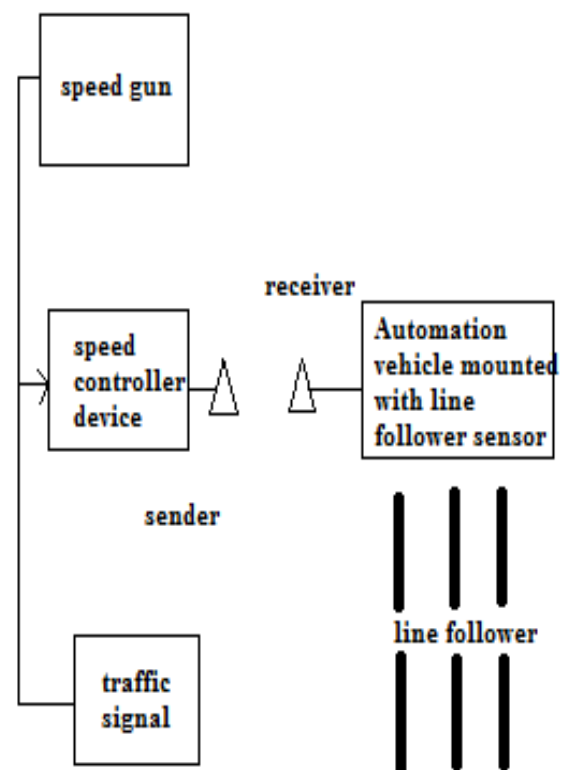 speed gun
receiver
speed
controller
device
Automation
vehicle mounted
with line
follower sensor
sender
line follower
traffic
signal